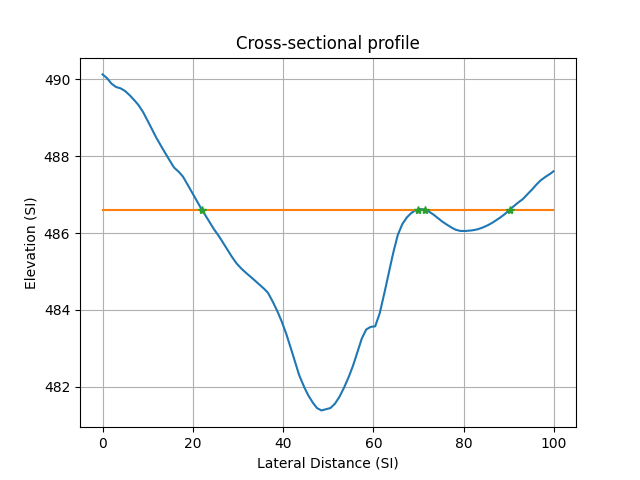 Cross-sectional profile
Elevation (SI)
490
488
486
484
482
0 20 40 60 80 100
Lateral Distance (SI)